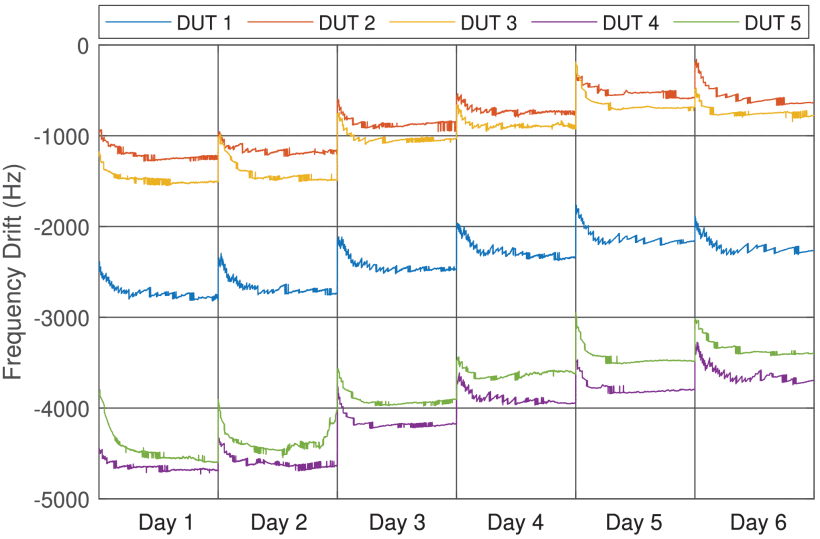 DUT 1 DUT 2 DUT 3 DUT 4 DUT 5
Frequency Drift (Hz)
0
-1000
-2000
-3000
-4000
-5000
Day 1 Day 2 Day 3 Day 4 Day 5 Day 6